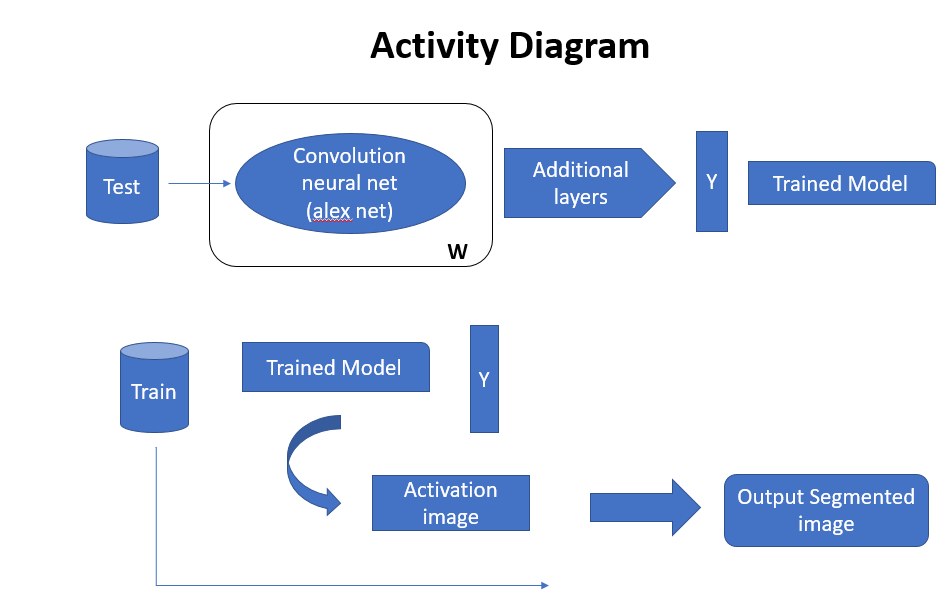 Activity Diagram
Test
Convolution
neural net
(alex net)
W
Additional
layers
Y
Trained Model
Train
Trained Model
Y
Activation
image
Output Segmented
image